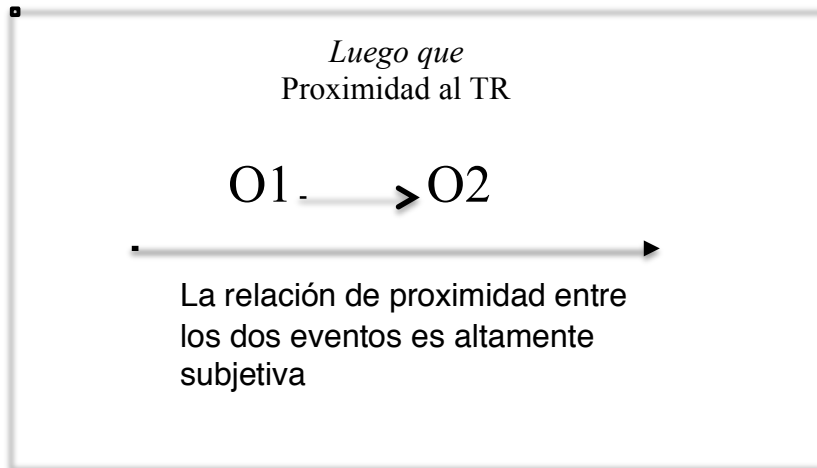 Luego que
Proximidad al TR
O1 O2
La relación de proximidad entre
los dos eventos es altamente
subjetiva